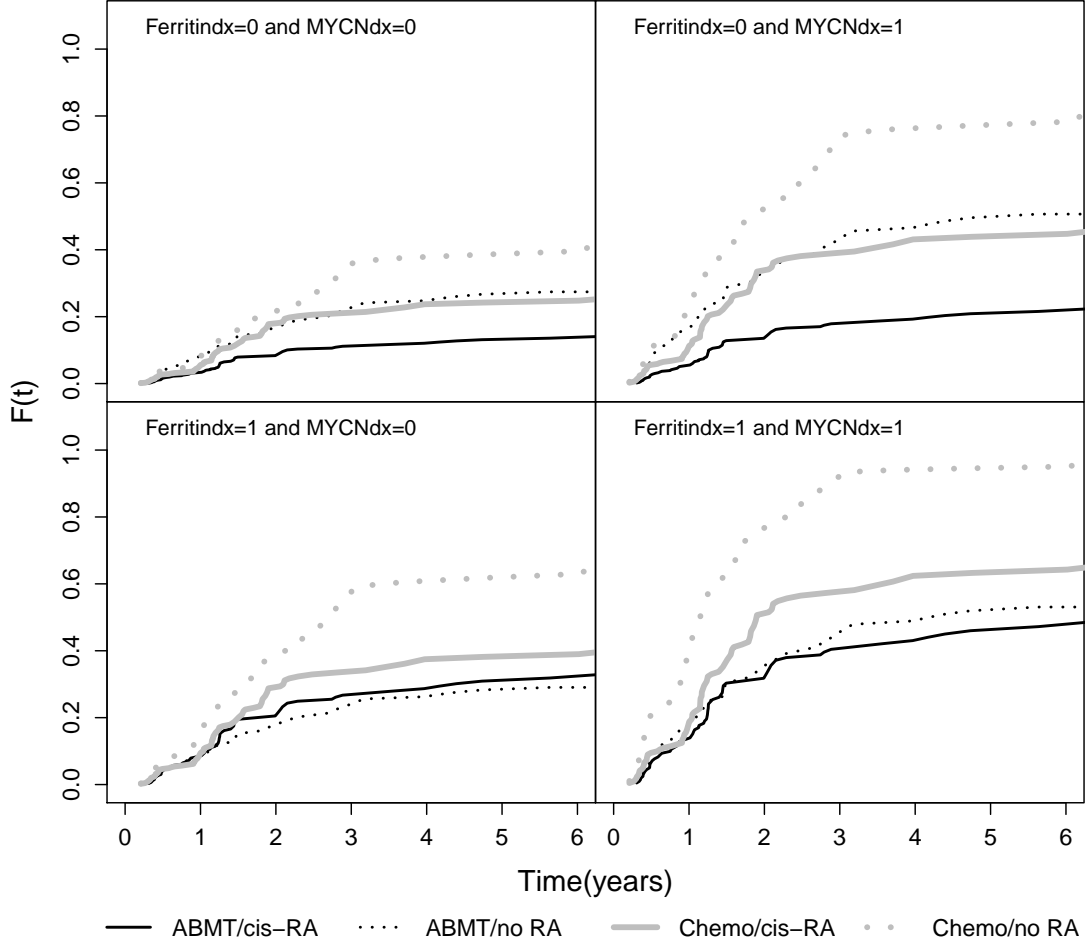 Ferritindx=0 and MYCNdx=0
Ferritindx=0 and MYCNdx=1
1.0
0.8
0.6
0.4
0.2
0.0
F(t)
Ferritindx=1 and MYCNdx=0
Ferritindx=1 and MYCNdx=1
1.0
0.8
0.6
0.4
0.2
0.0
0 1 2 3 4 5 6 0 1 2 3 4 5 6
Time(years)
ABMT/cis−RA ABMT/no RA Chemo/cis−RA Chemo/no RA